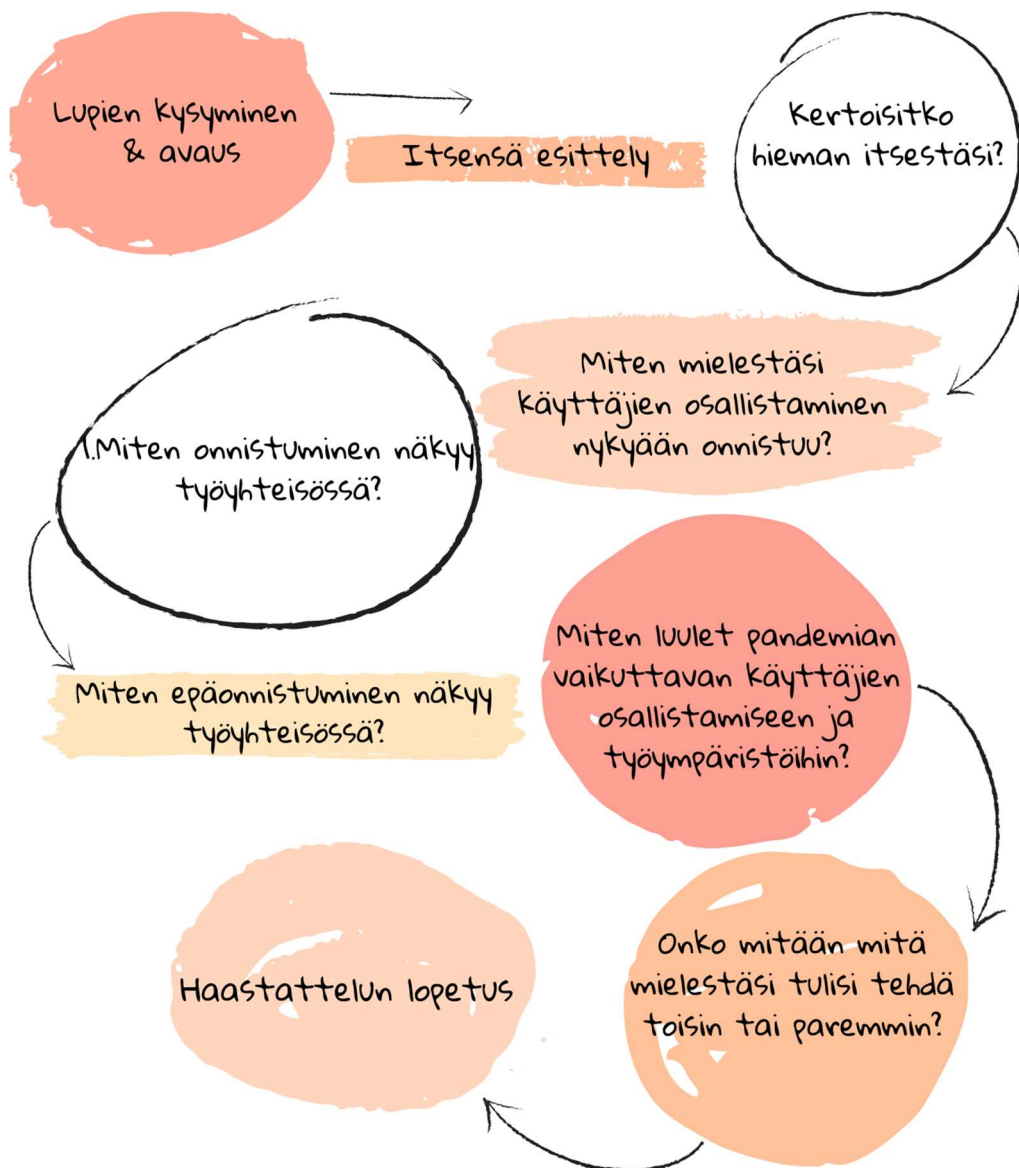 Lupien kysyminen
& avaus
Itsensä esittely
Kertoisitko
hieman itsestäsi?
Miten mielestäsi
käyttäjien osallistaminen
nykyään onnistuu?
1.Miten onnistuminen näkyy
työyhteisössä?
Miten epäonnistuminen näkyy
työyhteisössä?
Miten luulet pandemian
vaikuttavan käyttäjien
osallistamiseen ja
työympäristöihin?
Onko mitään mitä
mielestäsi tulisi tehdä
toisin tai paremmin?
Haastattelun lopetus